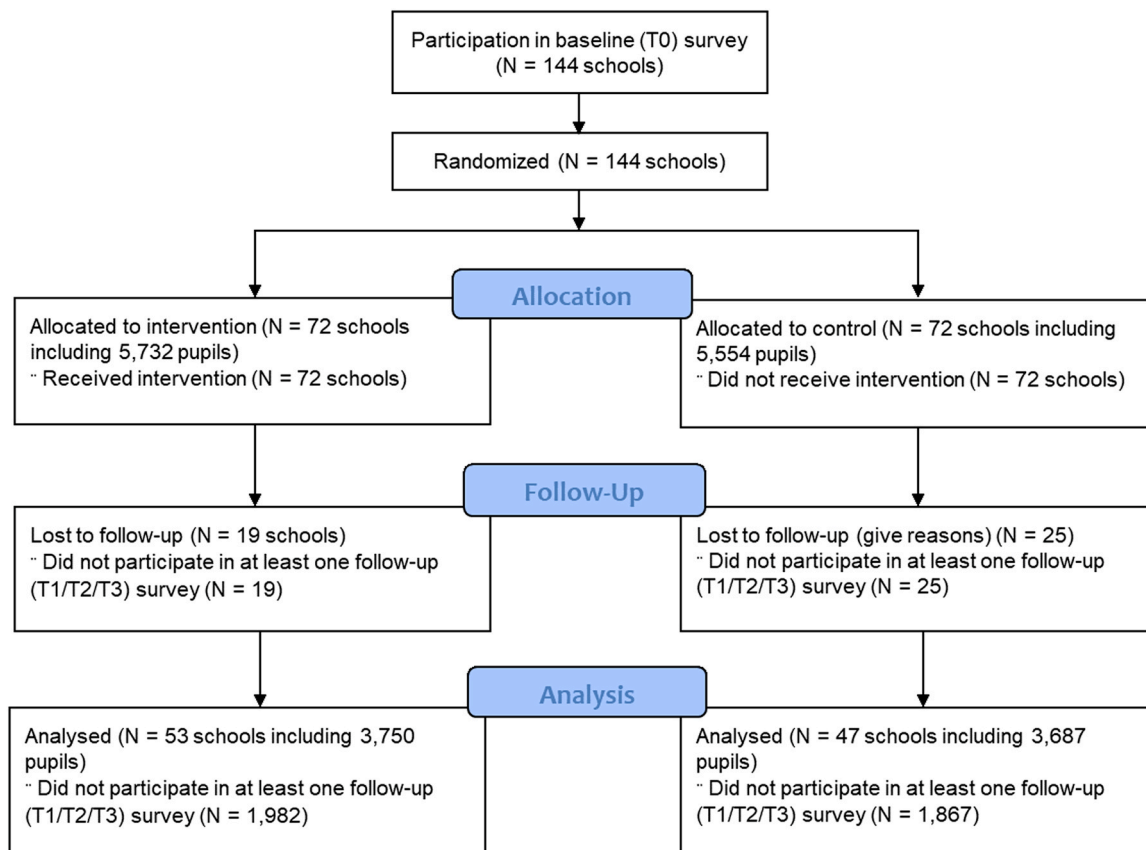 Participation in baseline (T0) survey
(N = 144 schools)
Randomized (N = 144 schools)
Allocation
Allocated to intervention (N = 72 schools
including 5,732 pupils)
¨ Received intervention (N = 72 schools)
Allocated to control (N = 72 schools including
5,554 pupils)
¨ Did not receive intervention (N = 72 schools)
Follow-Up
Lost to follow-up (N = 19 schools)
¨ Did not participate in at least one follow-up
(T1/T2/T3) survey (N = 19)
Lost to follow-up (give reasons) (N = 25)
¨ Did not participate in at least one follow-up
(T1/T2/T3) survey (N = 25)
Analysis
Analysed (N = 53 schools including 3,750
pupils)
¨ Did not participate in at least one follow-up
(T1/T2/T3) survey (N = 1,982)
Analysed (N = 47 schools including 3,687
pupils)
¨ Did not participate in at least one follow-up
(T1/T2/T3) survey (N = 1,867)